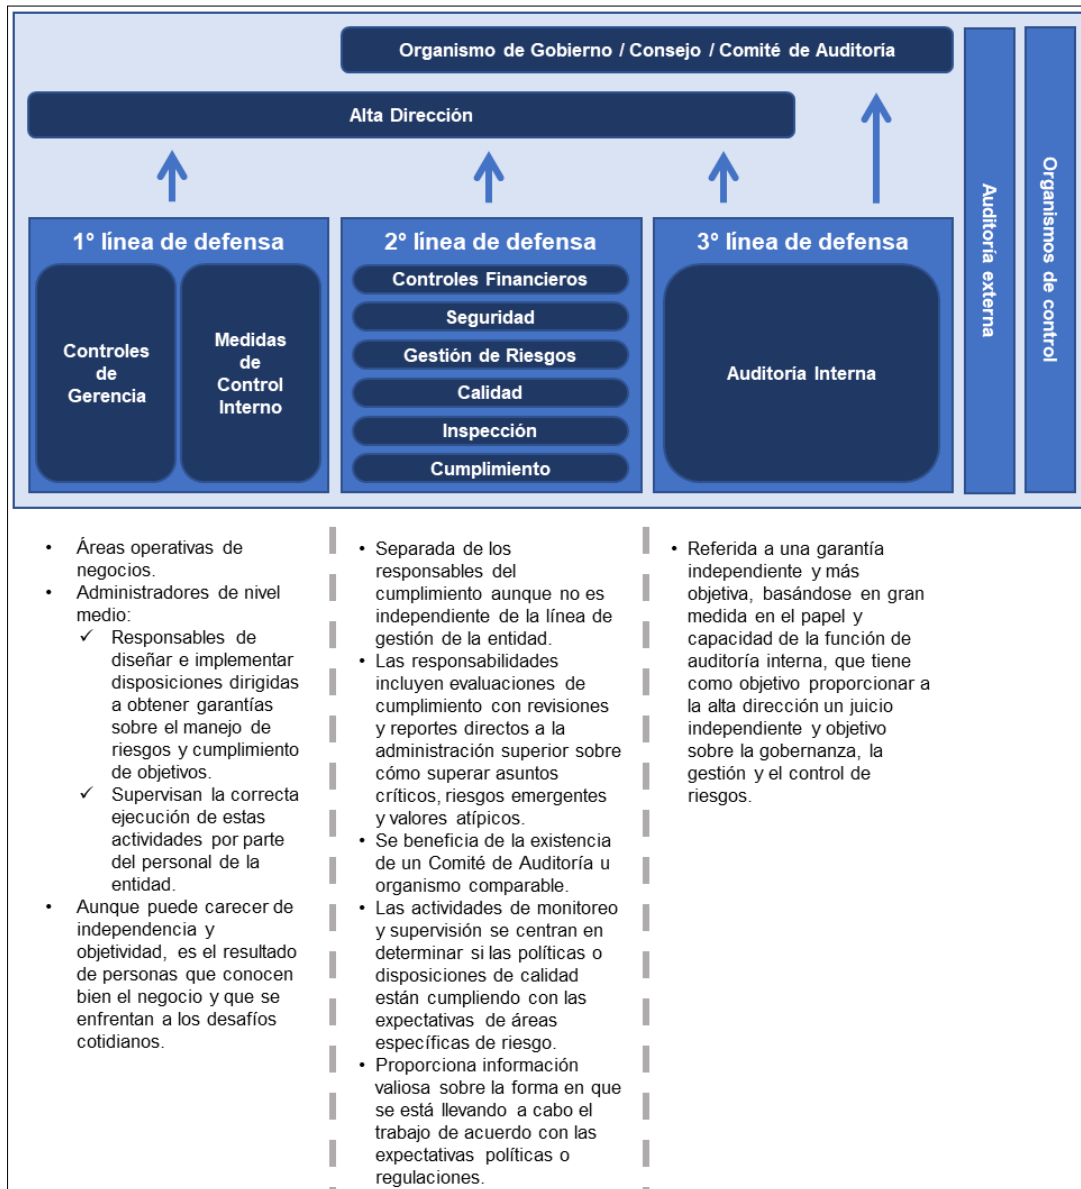 Organismo de Gobierno / Consejo / Comité de Auditoría
Alta Dirección
1° línea de defensa
Controles
de
Gerencia
Medidas
de
Control
Interno
2° línea de defensa
Controles Financieros
Seguridad
Gestión de Riesgos
Calidad
Inspección
Cumplimiento
3° línea de defensa
Auditoría Interna
Auditoría externa
Organismos de control
• Áreas operativas de
negocios.
• Administradores de nivel
medio:
✓ Responsables de
diseñar e implementar
disposiciones dirigidas
a obtener garantías
sobre el manejo de
riesgos y cumplimiento
de objetivos.
✓ Supervisan la correcta
ejecución de estas
actividades por parte
del personal de la
entidad.
• Aunque puede carecer de
independencia y
objetividad, es el resultado
de personas que conocen
bien el negocio y que se
enfrentan a los desafíos
cotidianos.
• Separada de los
responsables del
cumplimiento aunque no es
independiente de la línea de
gestión de la entidad.
• Las responsabilidades
incluyen evaluaciones de
cumplimiento con revisiones
y reportes directos a la
administración superior sobre
cómo superar asuntos
críticos, riesgos emergentes
y valores atípicos.
• Se beneficia de la existencia
de un Comité de Auditoría u
organismo comparable.
• Las actividades de monitoreo
y supervisión se centran en
determinar si las políticas o
disposiciones de calidad
están cumpliendo con las
expectativas de áreas
específicas de riesgo.
• Proporciona información
valiosa sobre la forma en que
se está llevando a cabo el
trabajo de acuerdo con las
expectativas políticas o
regulaciones.
• Referida a una garantía
independiente y más
objetiva, basándose en gran
medida en el papel y
capacidad de la función de
auditoría interna, que tiene
como objetivo proporcionar a
la alta dirección un juicio
independiente y objetivo
sobre la gobernanza, la
gestión y el control de
riesgos.